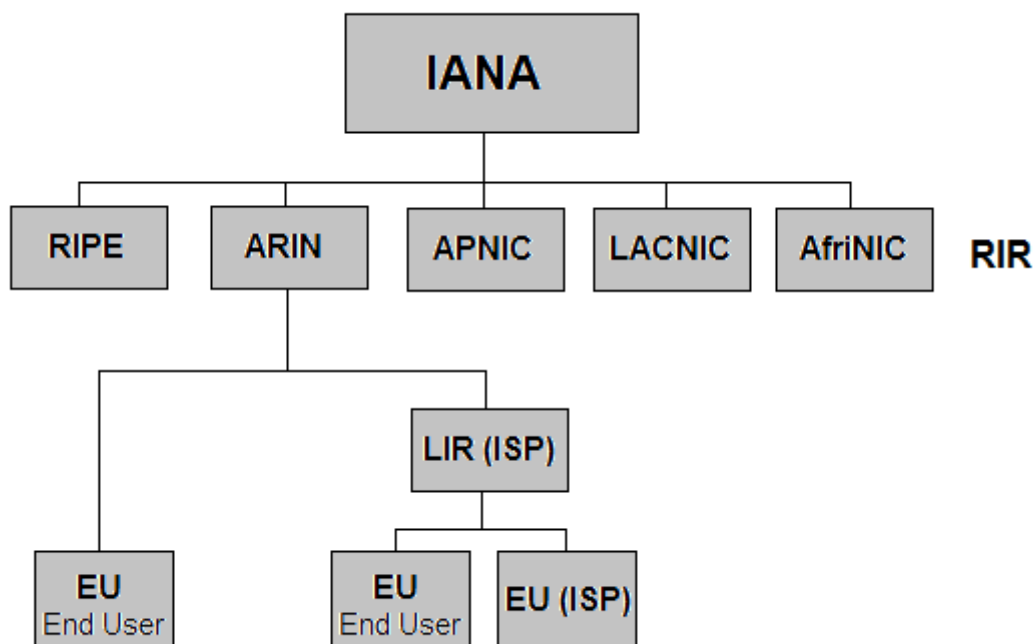 IANA
RIPE
ARIN
APNIC
LACNIC
AfriNIC
RIR
LIR (ISP)
EU
End User
EU
End User
EU (ISP)